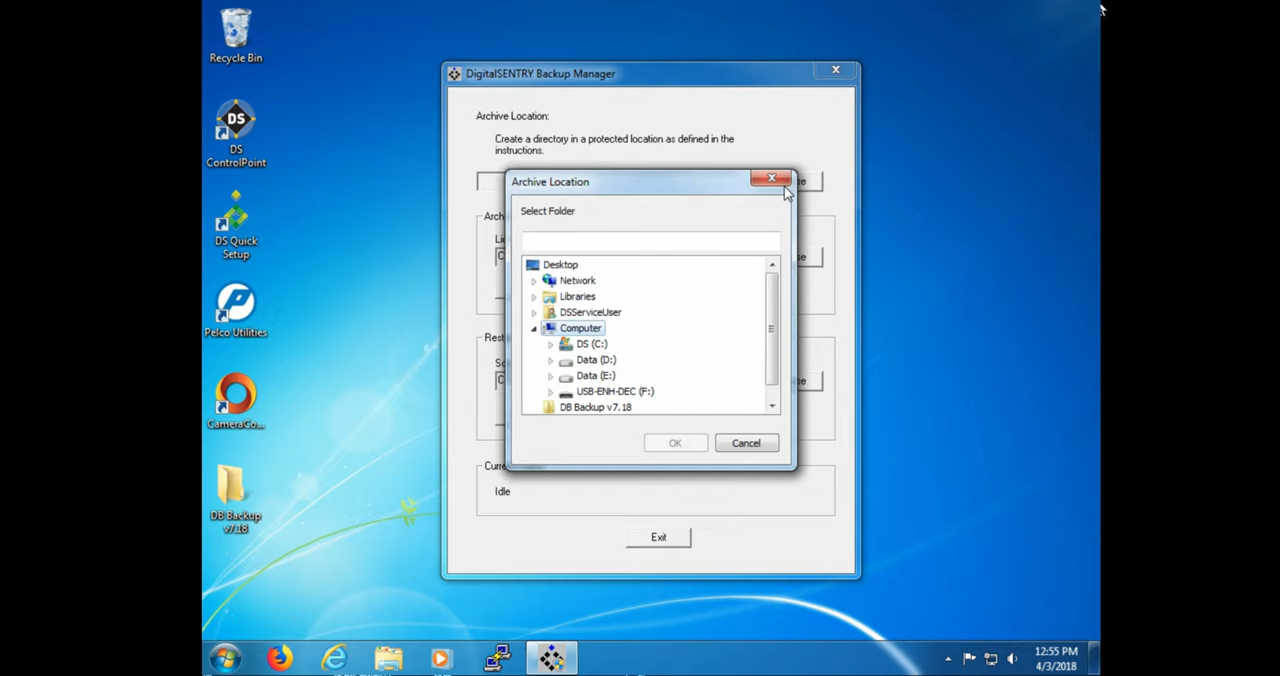 Recycle Bin
DS
DS
ControlPoint
DS Quick
Setup
Pelco Utilities
CameraCo...
DB Backup
v7.18
DigitalSENTRY Backup Manager
Archive Location:
Create a directory in a protected location as defined in the
instructions.
Archive Location
Select Folder
Desktop
Network
Libraries
DSServiceUser
Computer
DS (C:)
Data (D:)
Data (E:)
USB-ENH-DEC (F:)
DB Backup v7.18
OK
Cancel
Idle
Exit
12:55 PM
4/3/2018